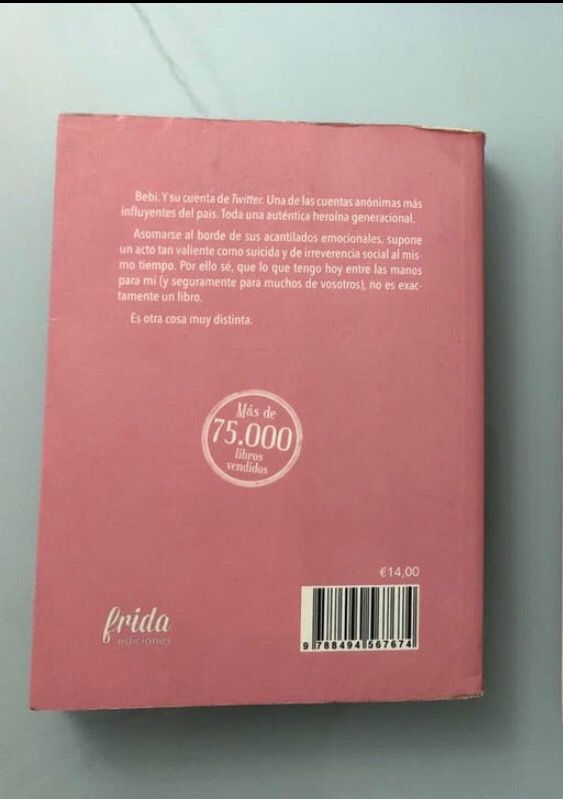 Bebi. Y su cuenta de Twitter. Una de las cuentas anónimas más
influyentes del país. Toda una auténtica heroína generacional.
Asomarse al borde de sus acantilados emocionales, supone
un acto tan valiente como suicida y de irreverencia social al mis-
mo tiempo. Por ello sé, que lo que tengo hoy entre las manos
para mí (y seguramente para muchos de vosotros), no es exac-
tamente un libro.
Es otra cosa muy distinta.
Más de
75.000
libros
vendidos
€14,00
frida
ediciones
9 788494 567674